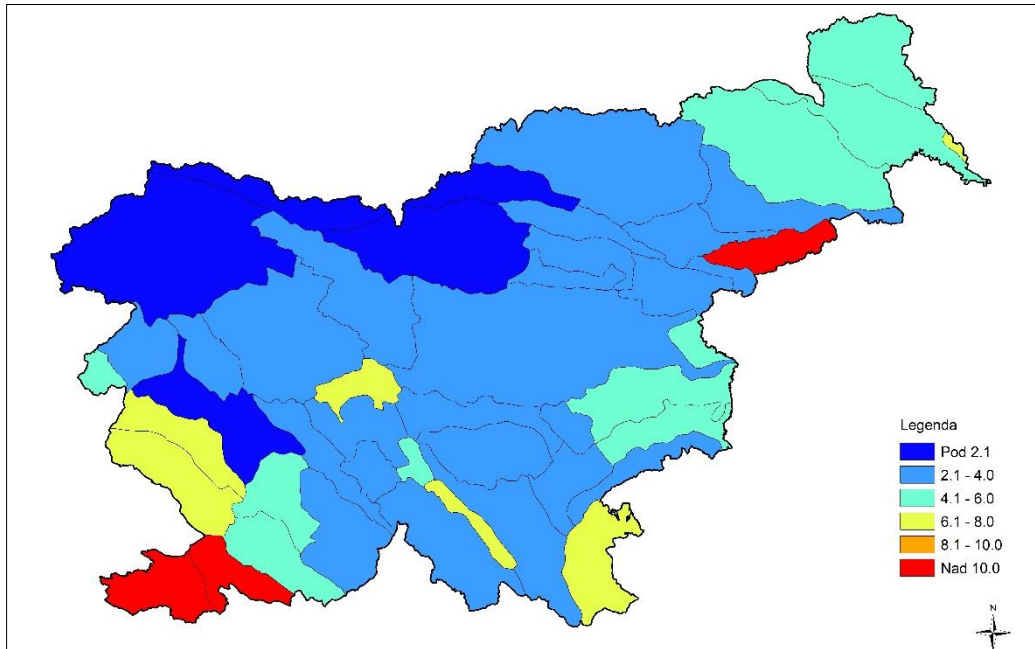 Legenda
Pod 2.1
2.1 - 4.0
4.1 - 6.0
6.1 - 8.0
8.1 - 10.0
Nad 10.0
N